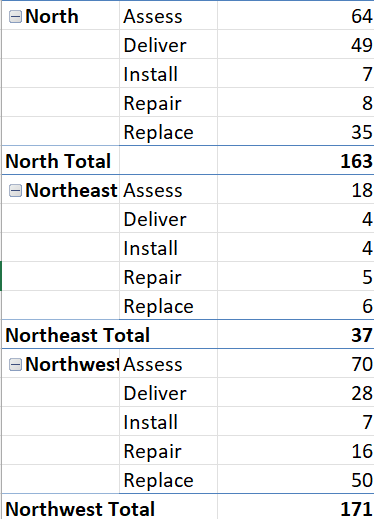 North Assess 64
Deliver 49
Install 7
Repair 8
Replace 35
North Total 163
Northeast Assess 18
Deliver 4
Install 4
Repair 5
Replace 6
Northeast Total 37
Northwest Assess 70
Deliver 28
Install 7
Repair 16
Replace 50
Northwest Total 171